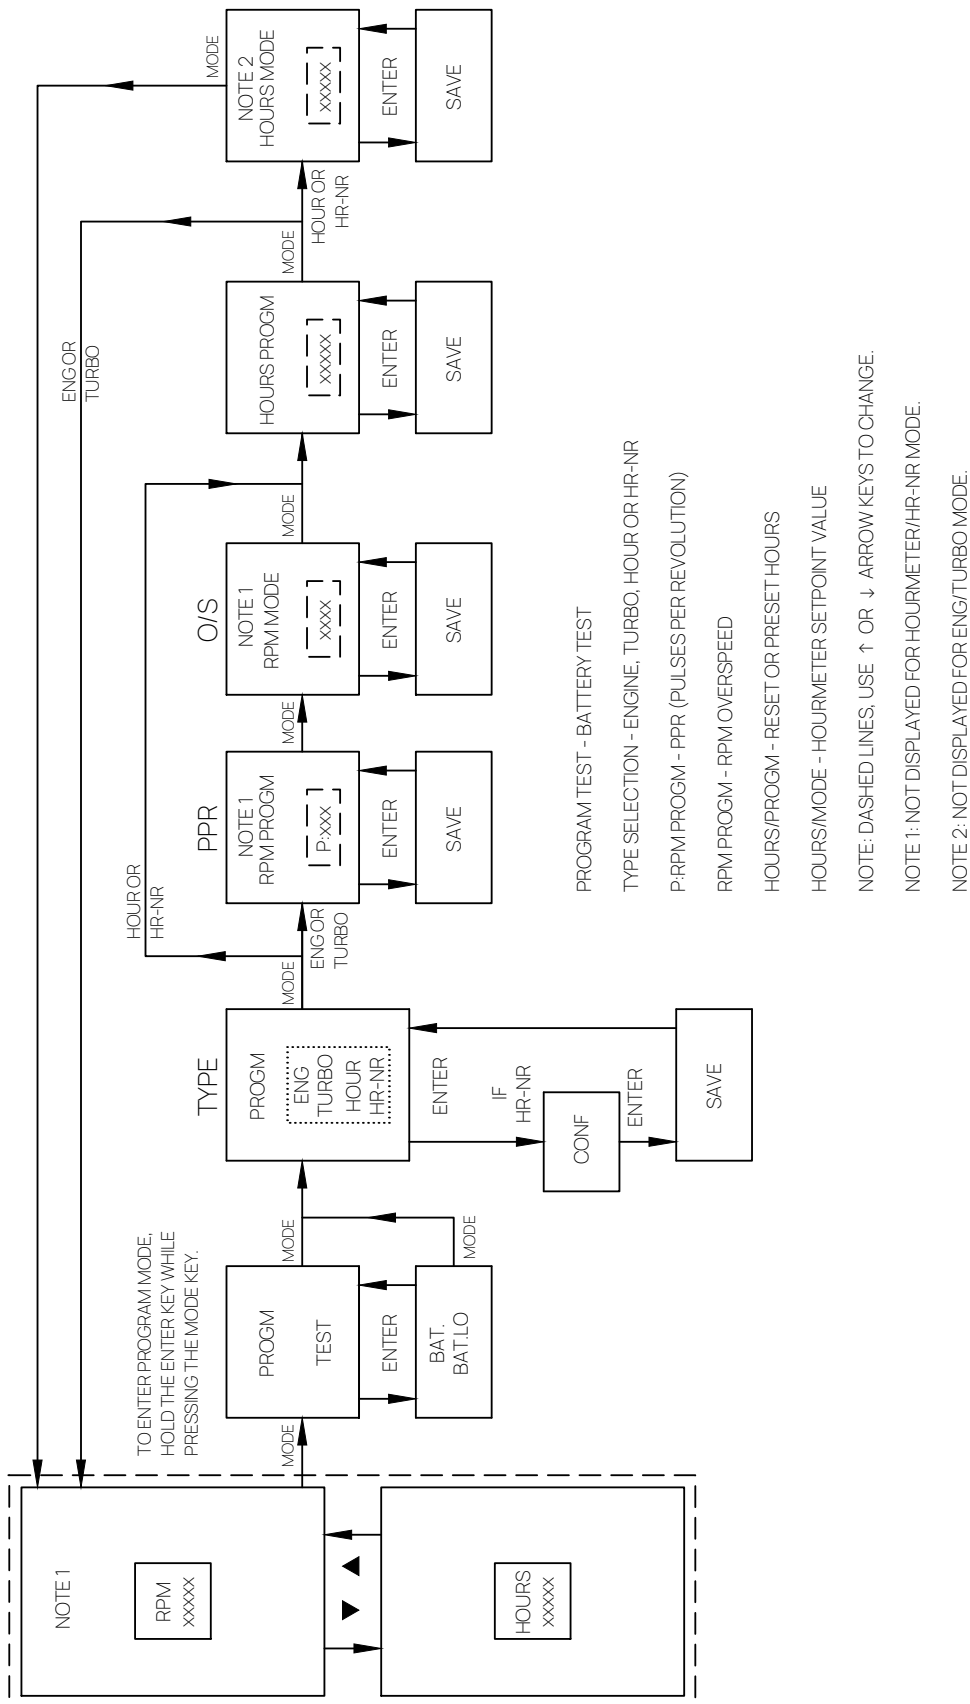 NOTE 1
RPM
XXXXX
HOURS
XXXXX
TO ENTER PROGRAM MODE,
HOLD THE ENTER KEY WHILE
PRESSING THE MODE KEY.
MODE
PROGM
TEST
ENTER
BAT.
BAT.LO
MODE
MODE
TYPE
PROGM
ENG
TURBO
HOUR
HR-NR
ENTER
IF
HR-NR
CONF
ENTER
SAVE
MODE
HOUR OR
HR-NR
ENG OR
TURBO
PPR
NOTE 1
RPM PROGM
P:XXX
ENTER
SAVE
MODE
O/S
NOTE 1
RPM MODE
XXXX
ENTER
SAVE
MODE
HOURS PROGM
XXXXX
ENTER
SAVE
MODE
ENG OR
TURBO
HOUR OR
HR-NR
NOTE 2
HOURS MODE
XXXXX
ENTER
SAVE
MODE
PROGRAM TEST - BATTERY TEST
TYPE SELECTION - ENGINE, TURBO, HOUR OR HR-NR
P:RPM PROGM - PPR (PULSES PER REVOLUTION)
RPM PROGM - RPM OVERSPEED
HOURS/PROGM - RESET OR PRESET HOURS
HOURS/MODE - HOURMETER SETPOINT VALUE
NOTE: DASHED LINES, USE ↑ OR ↓ ARROW KEYS TO CHANGE.
NOTE 1: NOT DISPLAYED FOR HOURMETER/HR-NR MODE.
NOTE 2: NOT DISPLAYED FOR ENG/TURBO MODE.